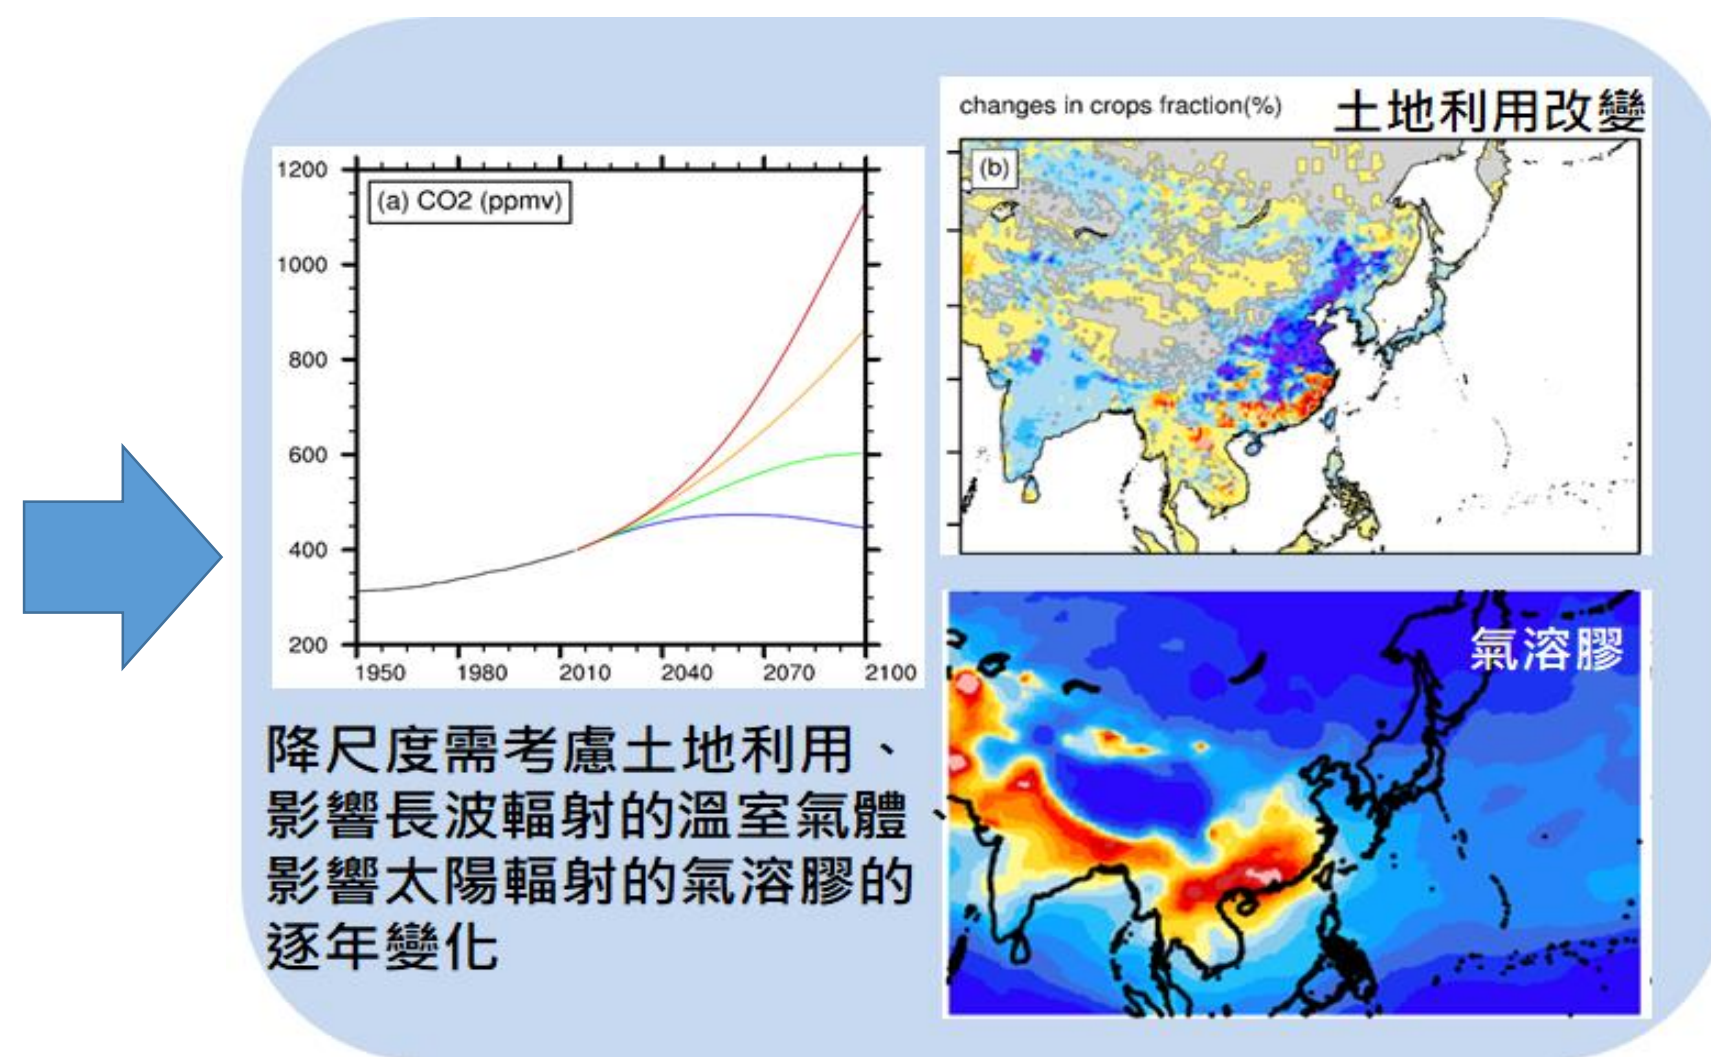 (a) CO2 (ppmv)
1200
1000
800
600
400
200
1950 1980 2010 2040 2070 2100
changes in crops fraction(%) 土地利用改變
(b)
氣溶膠
降尺度需考慮土地利用、
影響長波輻射的溫室氣體、
影響太陽輻射的氣溶膠的
逐年變化